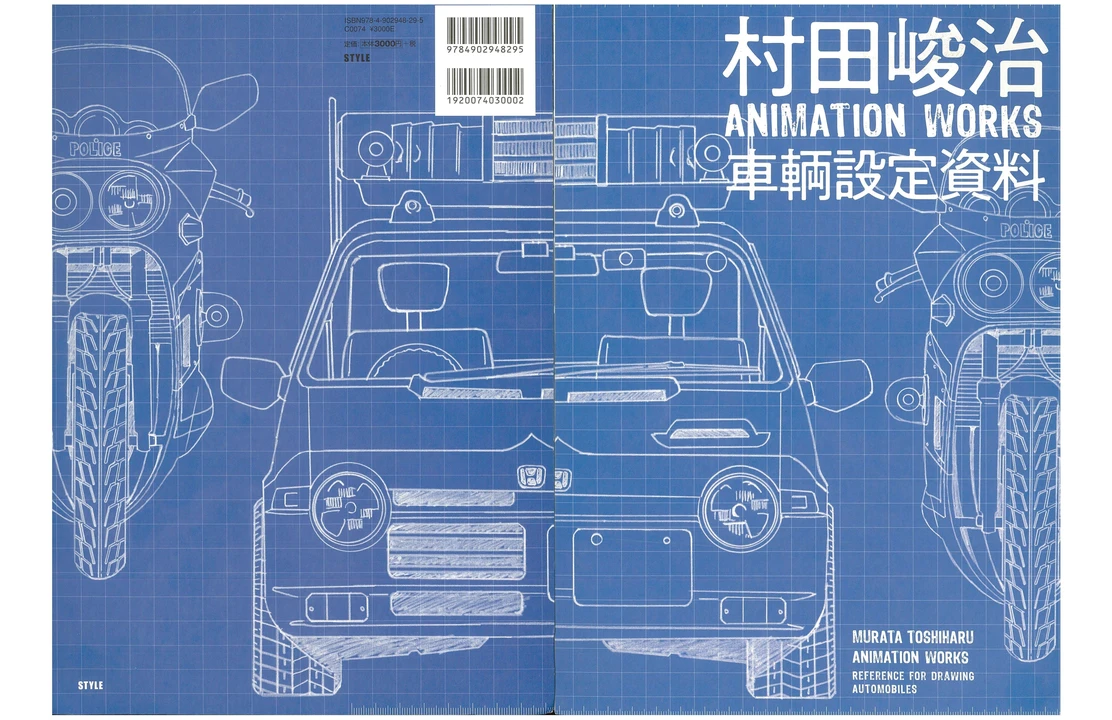 ISBN978-4-902948-29-5
C0074 ¥3000E
定価 本体3000円+税
STYLE
9784902948295
1920074030002
POLICE
STYLE
村田峻治
ANIMATION WORKS
車輌設定資料
POLICE
MURATA TOSHIHARU
ANIMATION WORKS
REFERENCE FOR DRAWING
AUTOMOBILES